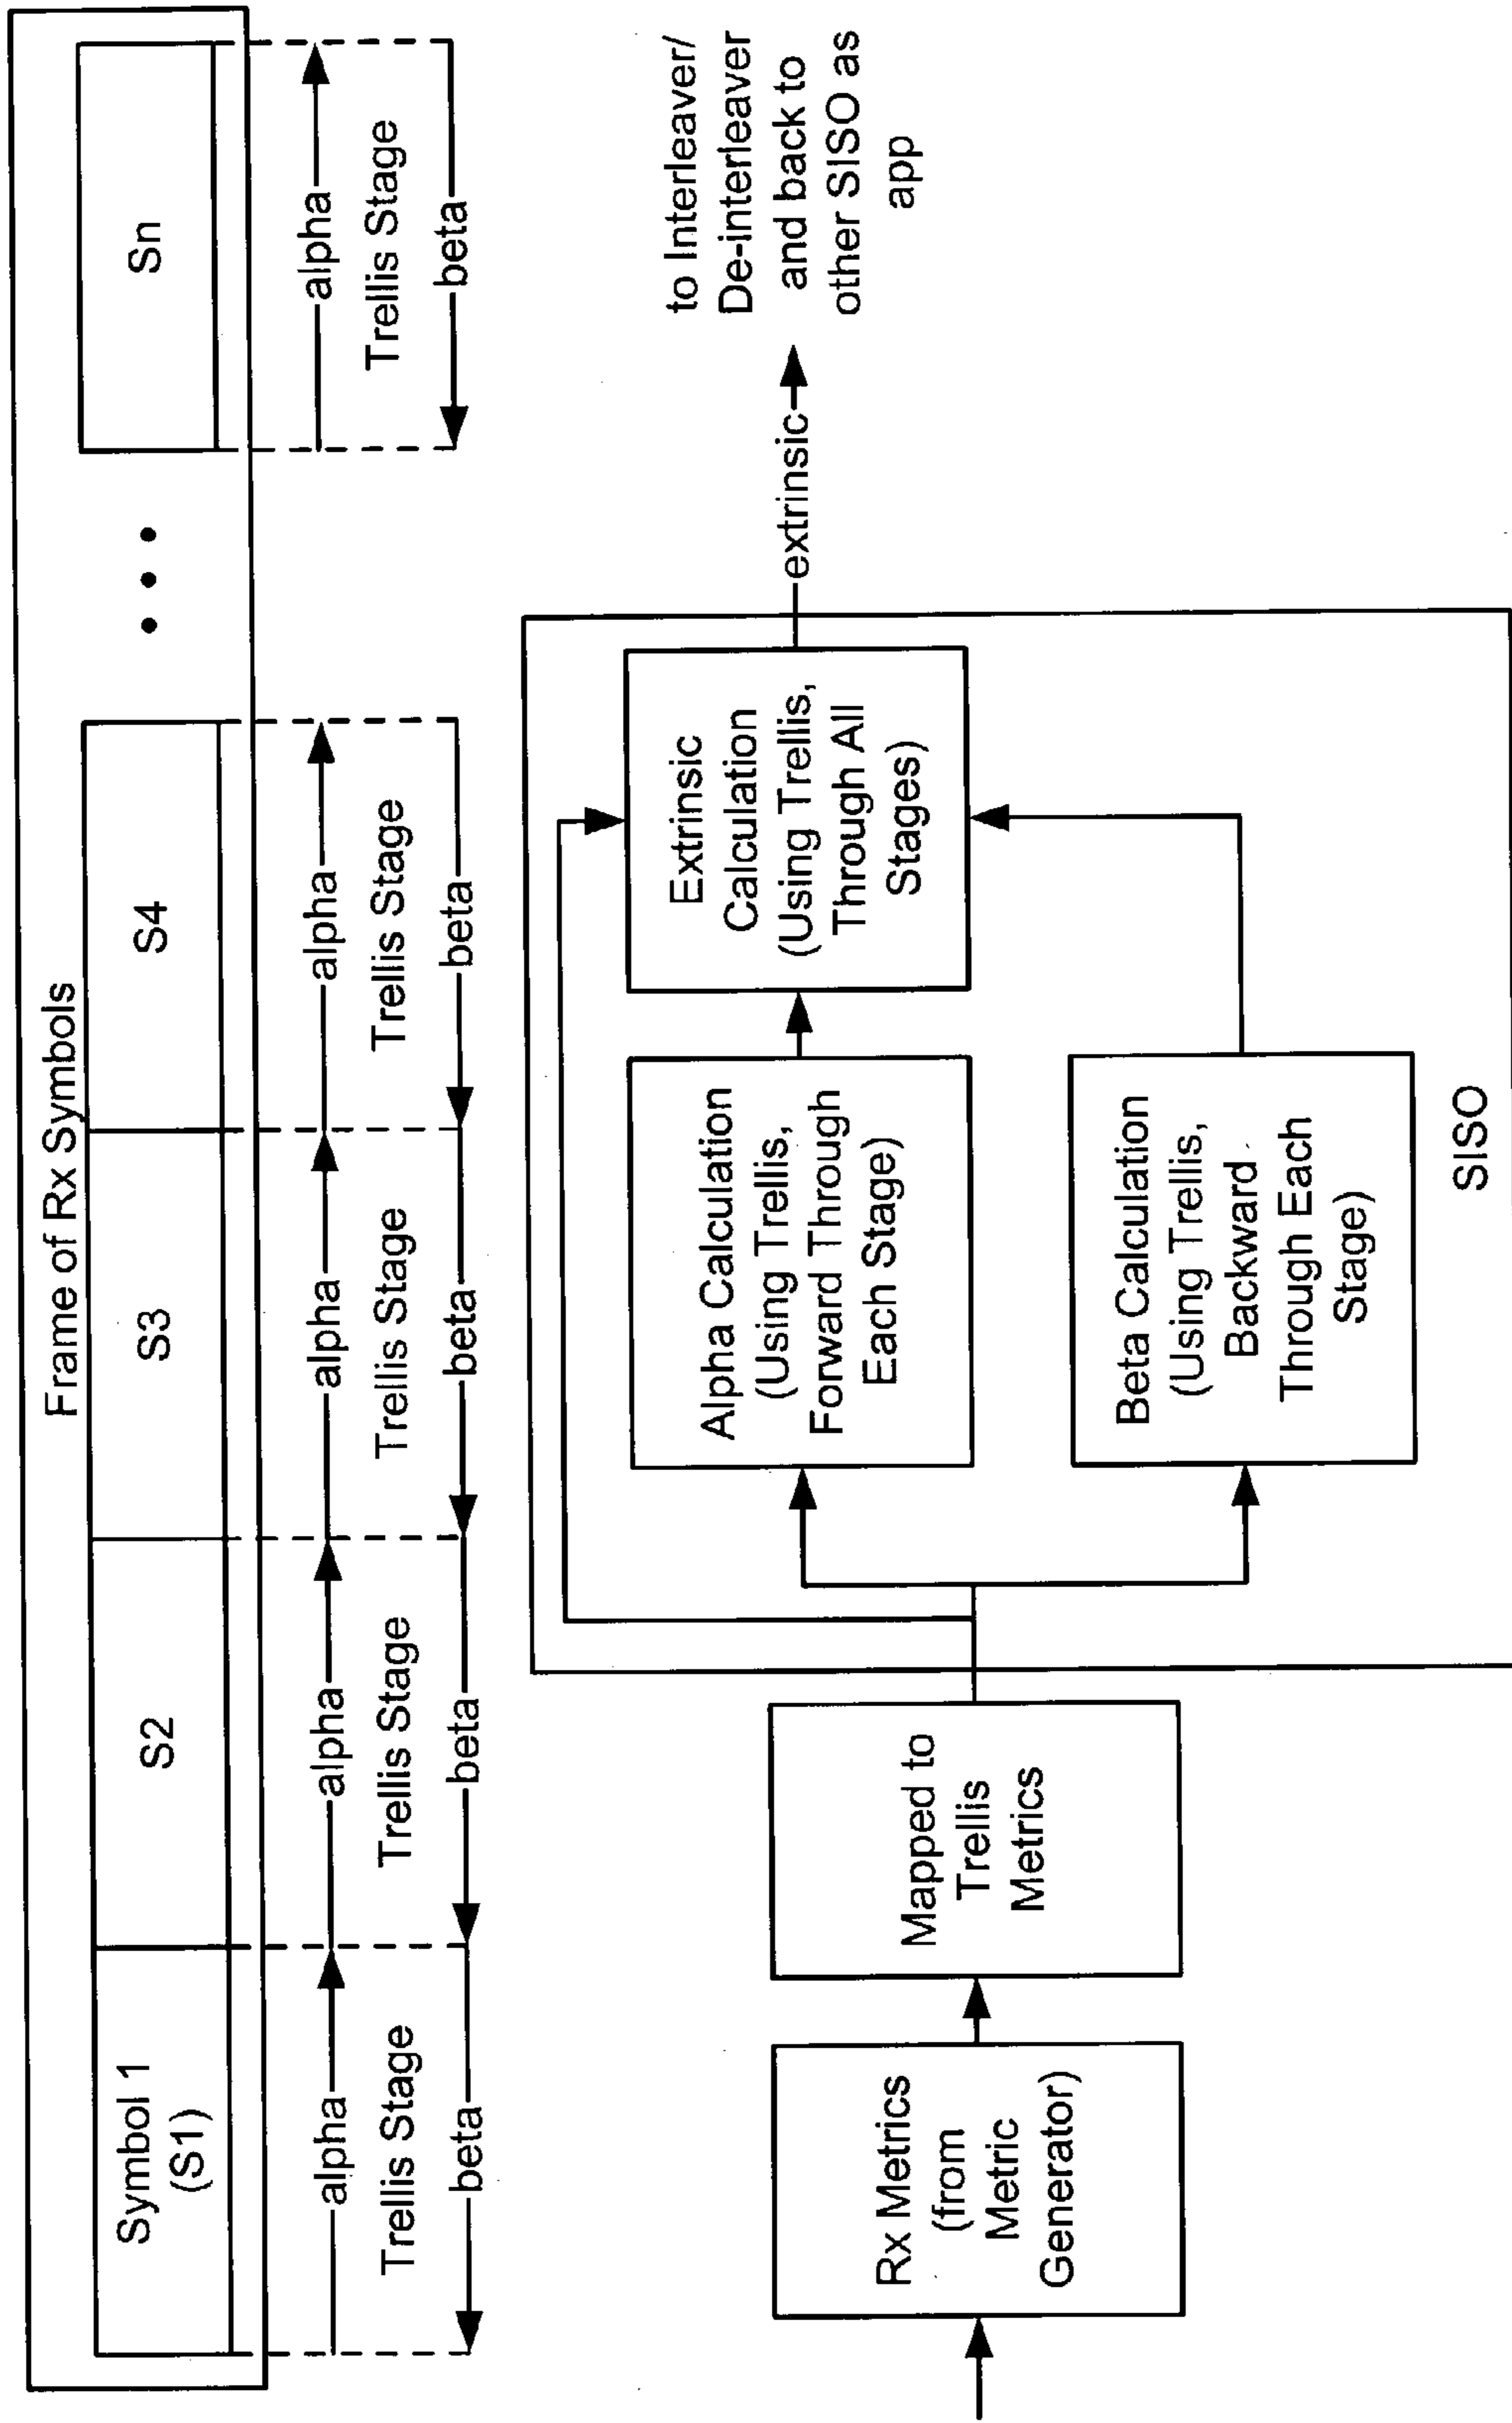 Frame of Rx Symbols
Symbol 1
(S1)
S2
S3
S4
Sn
alpha
alpha
alpha
alpha
alpha
Trellis Stage
Trellis Stage
Trellis Stage
Trellis Stage
Trellis Stage
beta
beta
beta
beta
beta
Rx Metrics
(from
Metric
Generator)
Mapped to
Trellis
Metrics
Alpha Calculation
(Using Trellis,
Forward Through
Each Stage)
Beta Calculation
(Using Trellis,
Backward
Through Each
Stage)
Extrinsic
Calculation
(Using Trellis,
Through All
Stages)
SISO
extrinsic
to Interleaver/
De-interleaver
and back to
other SISO as
app